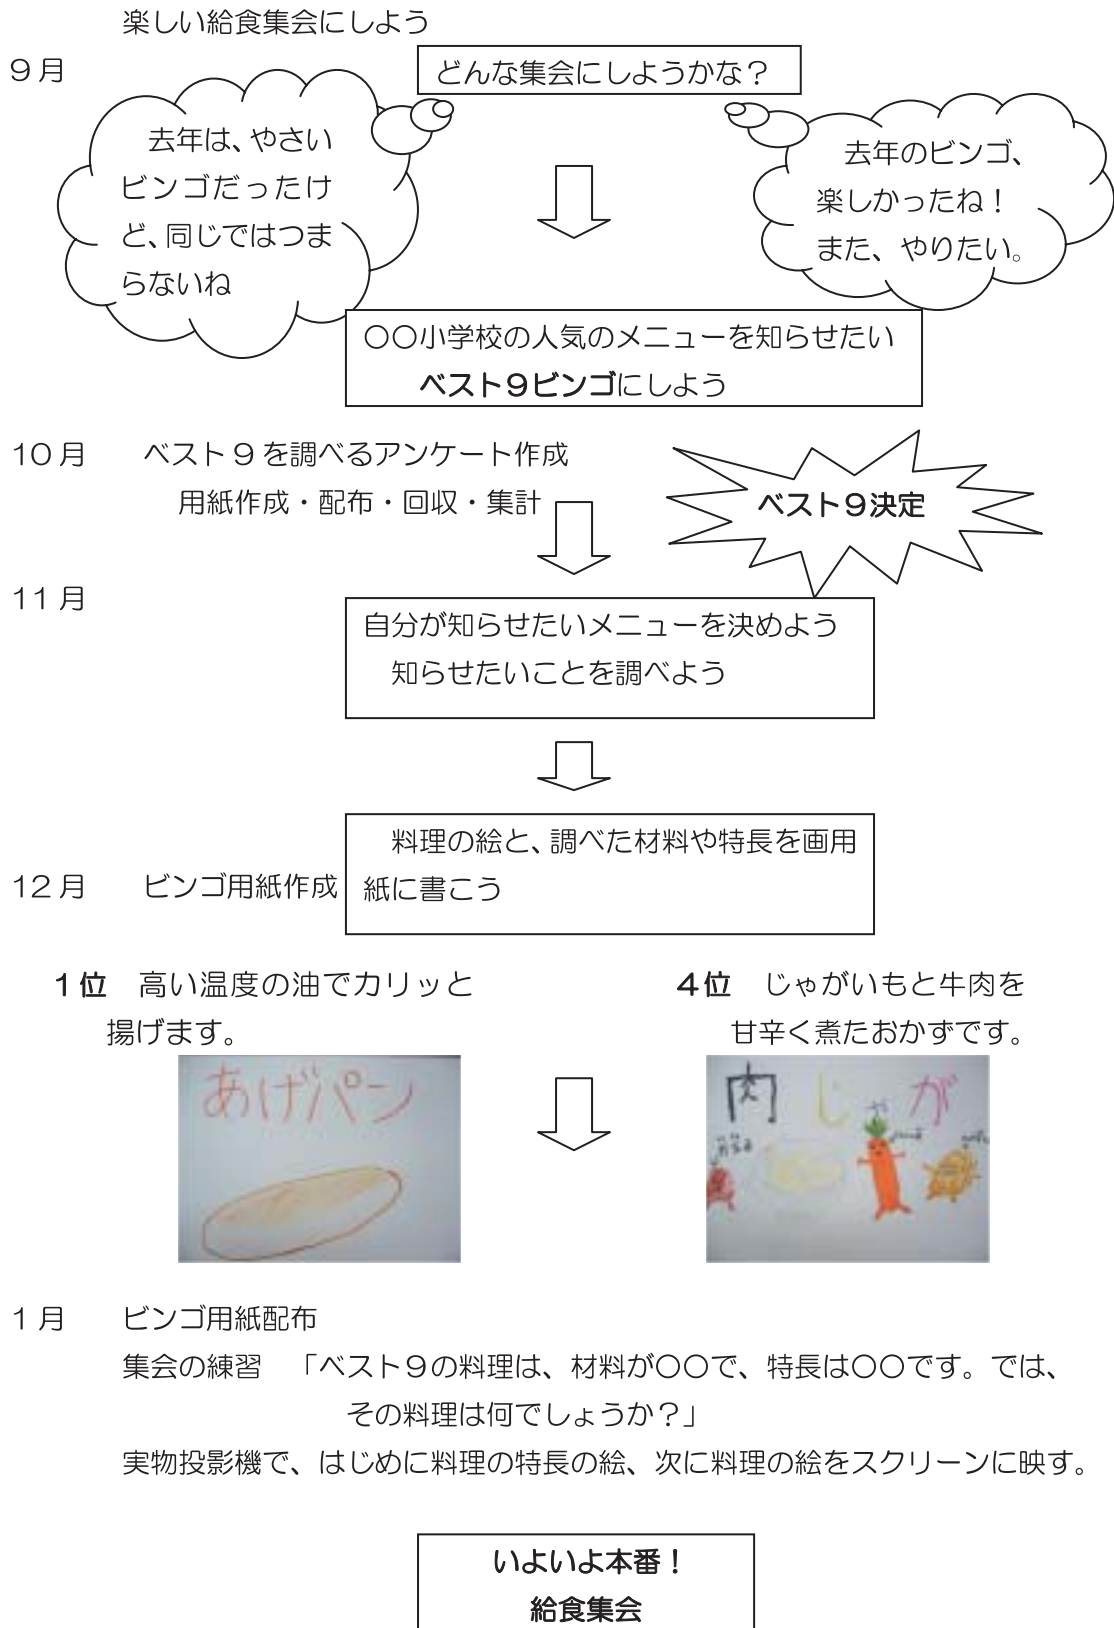 楽しい給食集会にしよう
9月
どんな集会にしようかな？
去年は、やさい
ビンゴだったけ
ど、同じではつま
らないね
去年のビンゴ、
楽しかったね！
また、やりたい。
〇〇小学校の人気のメニューを知らせたい
ベスト9ビンゴにしよう
10月　ベスト9を調べるアンケート作成
用紙作成・配布・回収・集計
ベスト9決定
11月
自分が知らせたいメニューを決めよう
知らせたいことを調べよう
料理の絵と、調べた材料や特長を画用
紙に書こう
12月　ビンゴ用紙作成
1位　高い温度の油でカリッと
揚げます。
あげパン
4位　じゃがいもと牛肉を
甘辛く煮たおかずです。
肉じゃが
1月　ビンゴ用紙配布
集会の練習　「ベスト9の料理は、材料が〇〇で、特長は〇〇です。では、
その料理は何でしょうか？」
実物投影機で、はじめに料理の特長の絵、次に料理の絵をスクリーンに映す。
いよいよ本番！
給食集会